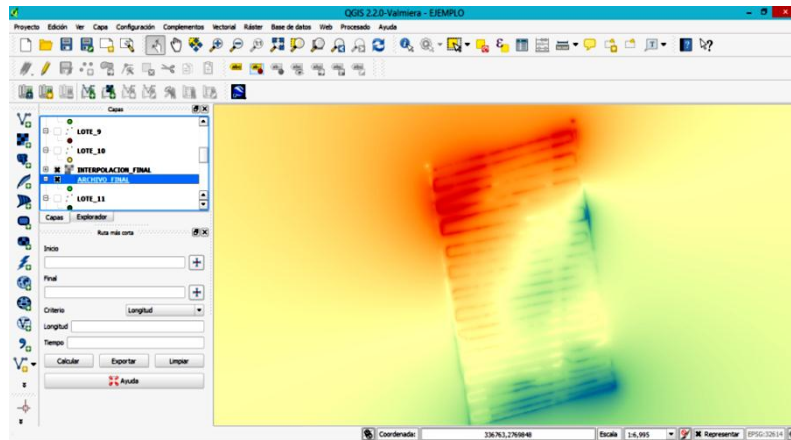 QGIS 2.2.0-Valmiera - EJEMPLO
Proyecto Edición Ver Capa Configuración Complementos Vectorial Ráster Base de datos Web Procesado Ayuda
Capas
LOTE_9
LOTE_10
INTERPOLACION_FINAL
ARCHIVO_FINAL
LOTE_11
Capas Explorador
Ruta más corta
Inicio
Final
Criterio Longitud
Longitud
Tiempo
Calcular Exportar Limpiar
Ayuda
Coordenada: 336763,2769848 Escala 1:6,995 Representar EPSG:32614